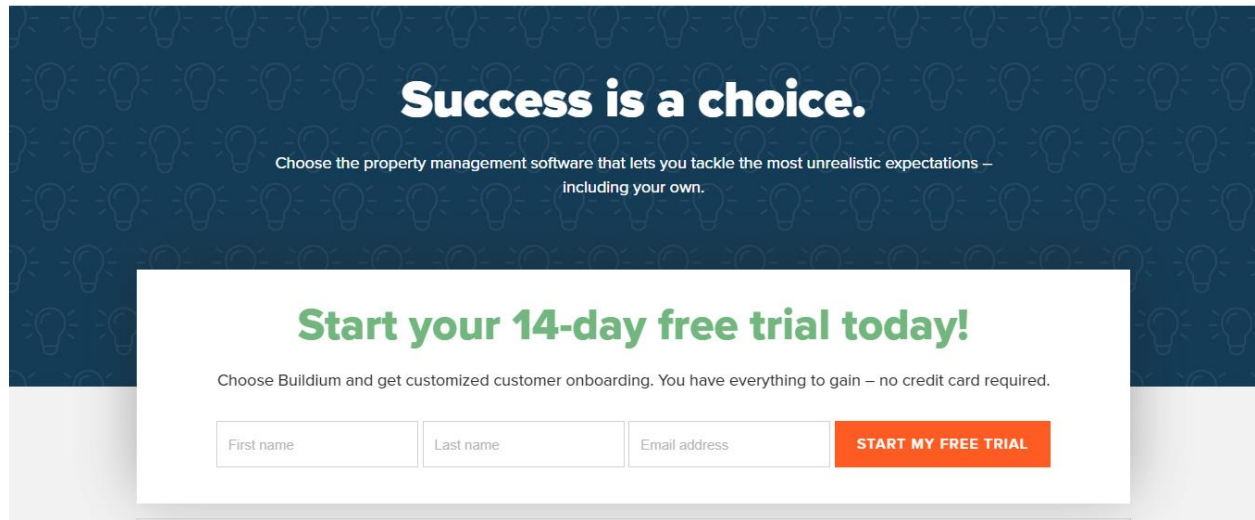 Success is a choice.
Choose the property management software that lets you tackle the most unrealistic expectations –
including your own.
Start your 14-day free trial today!
Choose Buildium and get customized customer onboarding. You have everything to gain – no credit card required.
First name
Last name
Email address
START MY FREE TRIAL